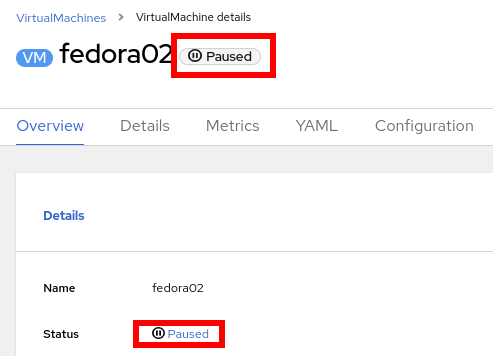 VirtualMachines > VirtualMachine details
VM fedora02 Paused
Overview Details Metrics YAML Configuration
Details
Name fedora02
Status Paused